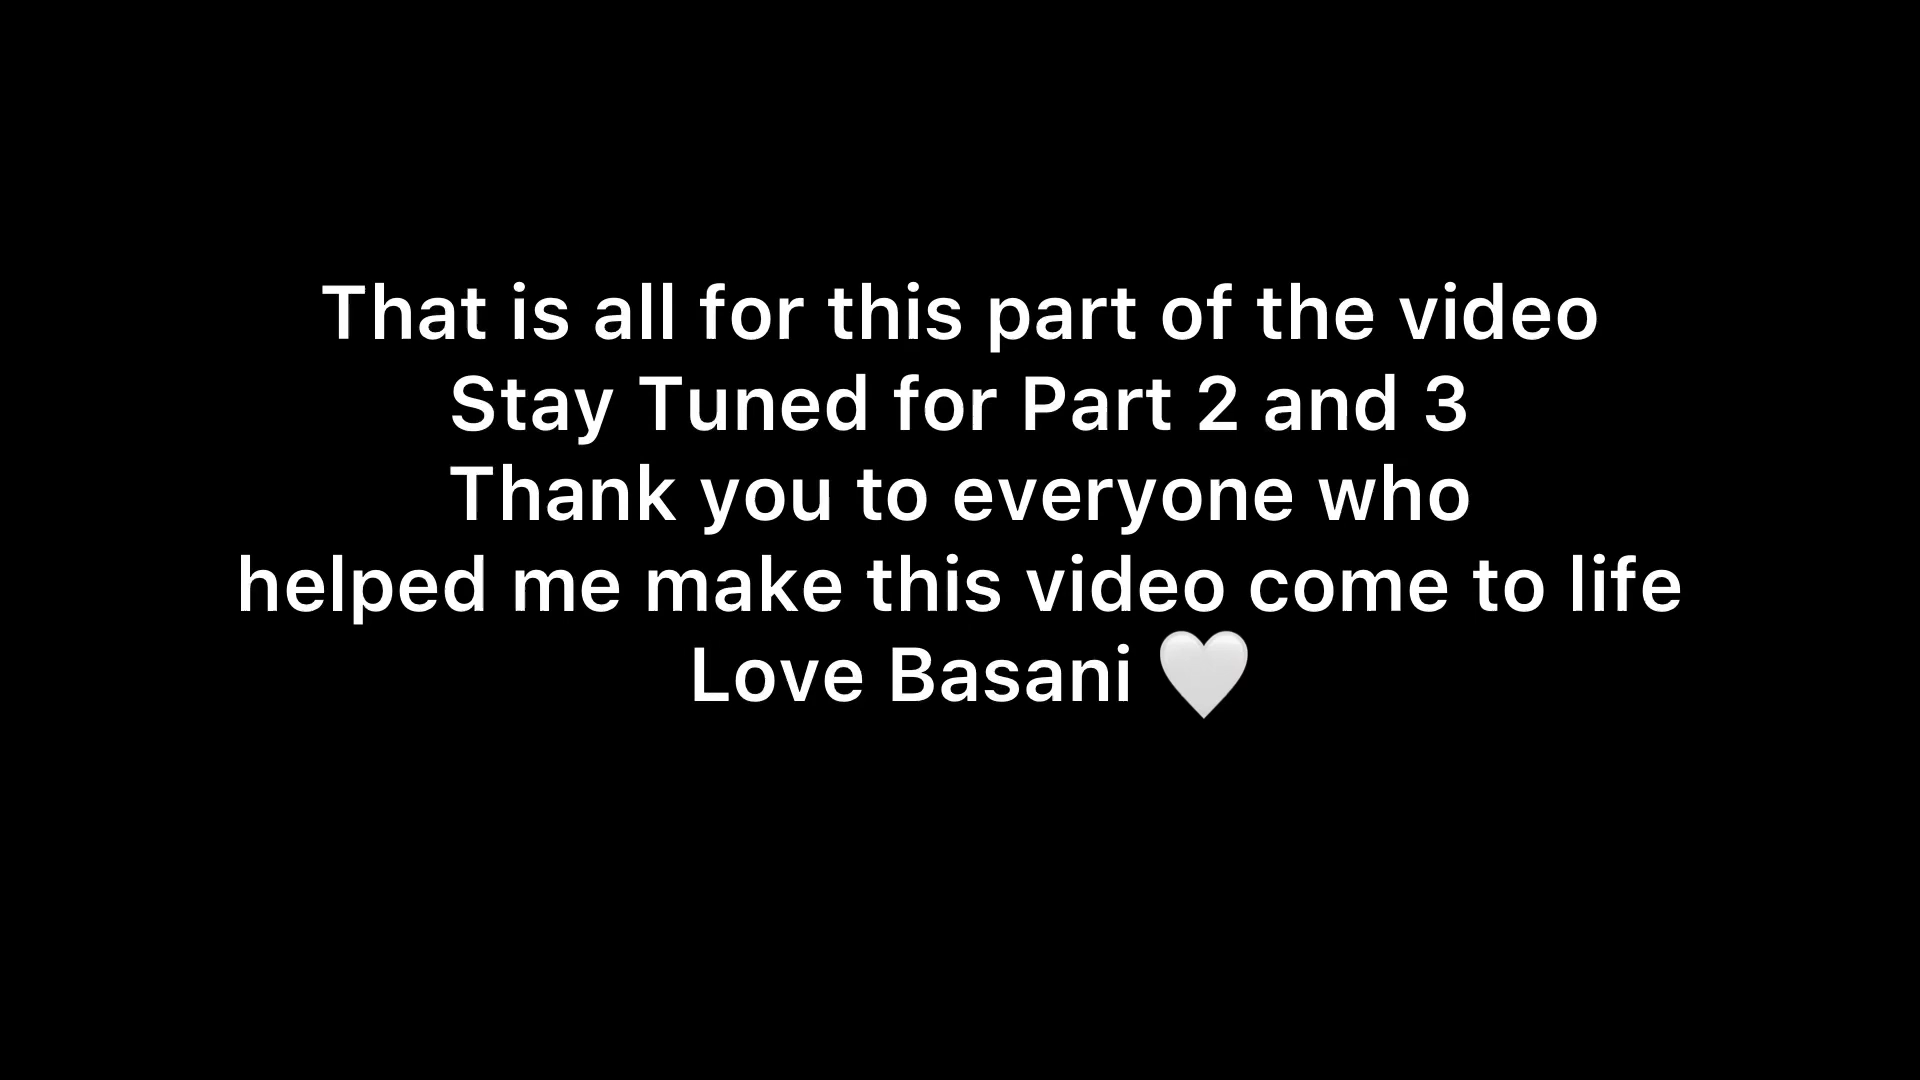 That is all for this part of the video
Stay Tuned for Part 2 and 3
Thank you to everyone who
helped me make this video come to life
Love Basani 🤍